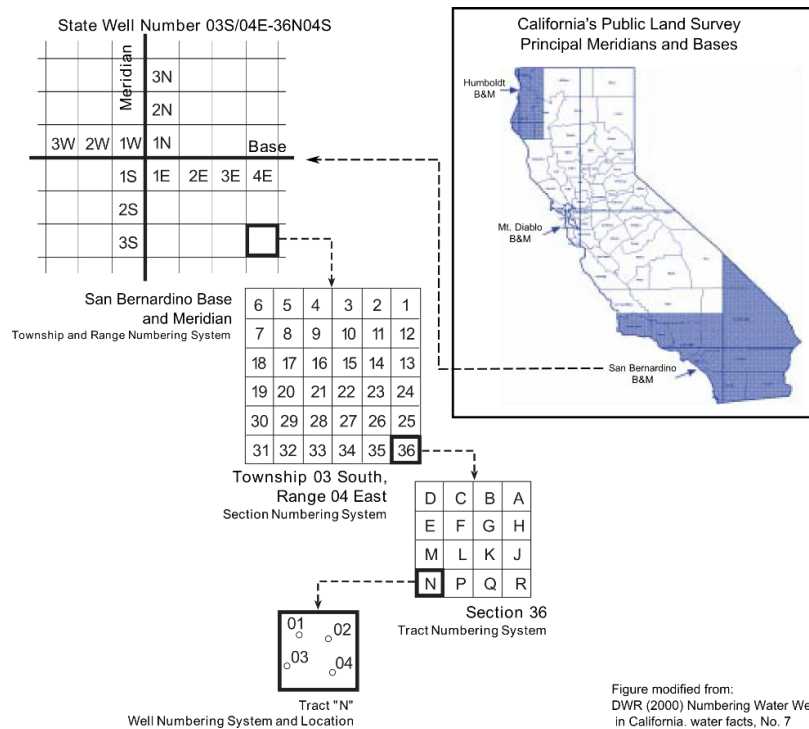 State Well Number 03S/04E-36N04S
Meridian
3N
2N
3W 2W 1W 1N Base
1S 1E 2E 3E 4E
2S
3S
San Bernardino Base
and Meridian
Township and Range Numbering System
6 5 4 3 2 1
7 8 9 10 11 12
18 17 16 15 14 13
19 20 21 22 23 24
30 29 28 27 26 25
31 32 33 34 35 36
Township 03 South,
Range 04 East
Section Numbering System
D C B A
E F G H
M L K J
N P Q R
Section 36
Tract Numbering System
01 02
03 04
Tract "N"
Well Numbering System and Location
California's Public Land Survey
Principal Meridians and Bases
Humboldt
B&M
Mt. Diablo
B&M
San Bernardino
B&M
Figure modified from:
DWR (2000) Numbering Water We
in California. water facts, No. 7